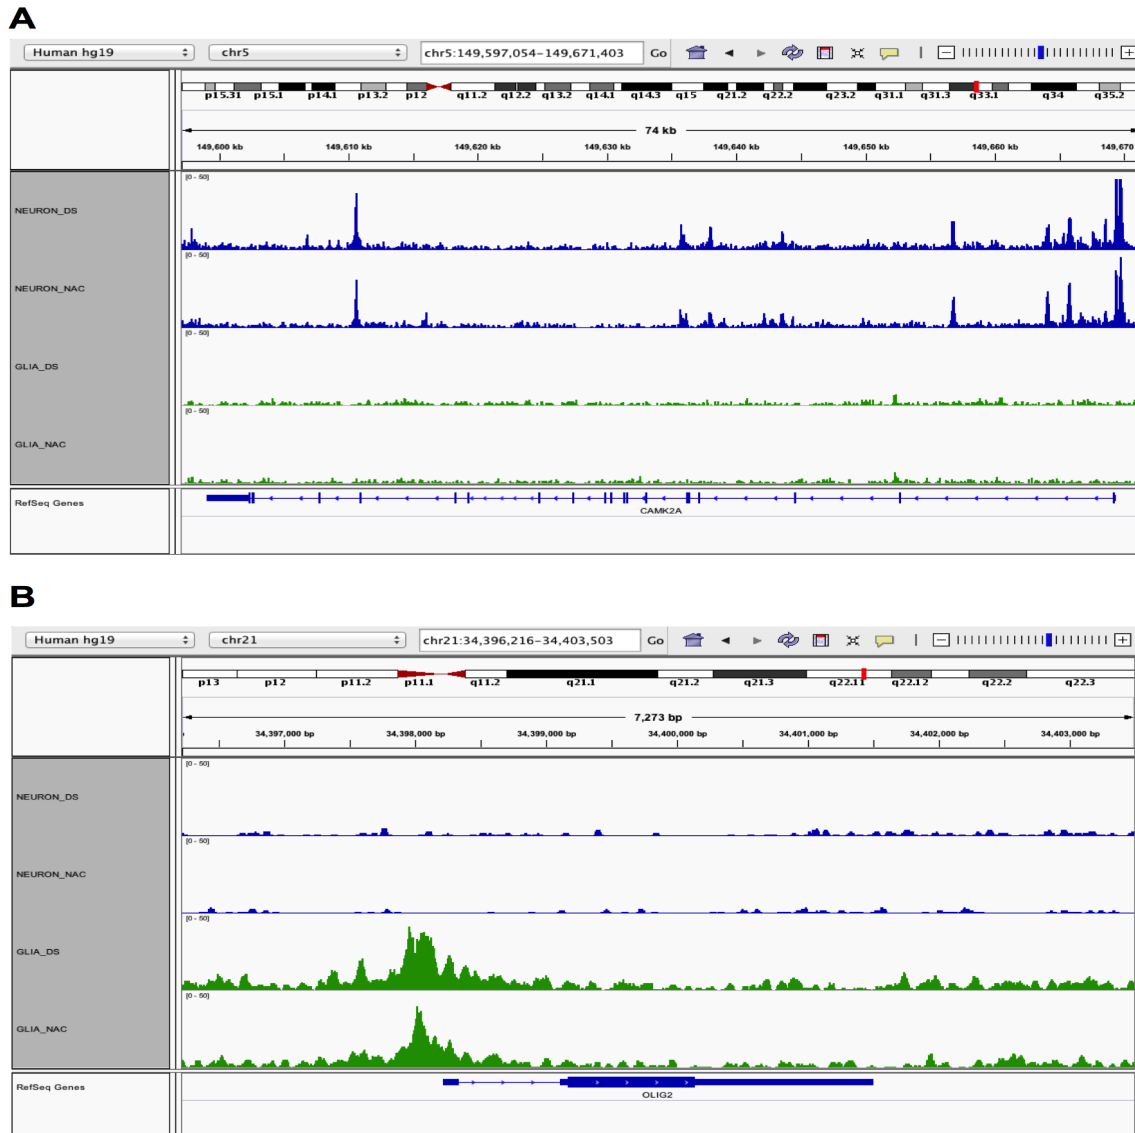 A
Human hg19 chr5 chr5:149,597,054-149,671,403 Go
p15.31 p15.1 p14.1 p13.2 p12 q11.2 q12.2 q13.2 q14.1 q14.3 q15 q21.2 q22.2 q23.2 q31.1 q31.3 q33.1 q34 q35.2
74 kb
149,600 kb 149,610 kb 149,620 kb 149,630 kb 149,640 kb 149,650 kb 149,660 kb 149,670
[0 - 50]
NEURON_DS
[0 - 50]
NEURON_NAC
[0 - 50]
GLIA_DS
[0 - 50]
GLIA_NAC
RefSeq Genes
CAMK2A
B
Human hg19 chr21 chr21:34,396,216-34,403,503 Go
p13 p12 p11.2 p11.1 q11.2 q21.1 q21.2 q21.3 q22.11 q22.12 q22.2 q22.3
7,273 bp
34,397,000 bp 34,398,000 bp 34,399,000 bp 34,400,000 bp 34,401,000 bp 34,402,000 bp 34,403,000 bp
[0 - 50]
NEURON_DS
[0 - 50]
NEURON_NAC
[0 - 50]
GLIA_DS
[0 - 50]
GLIA_NAC
RefSeq Genes
OLIG2